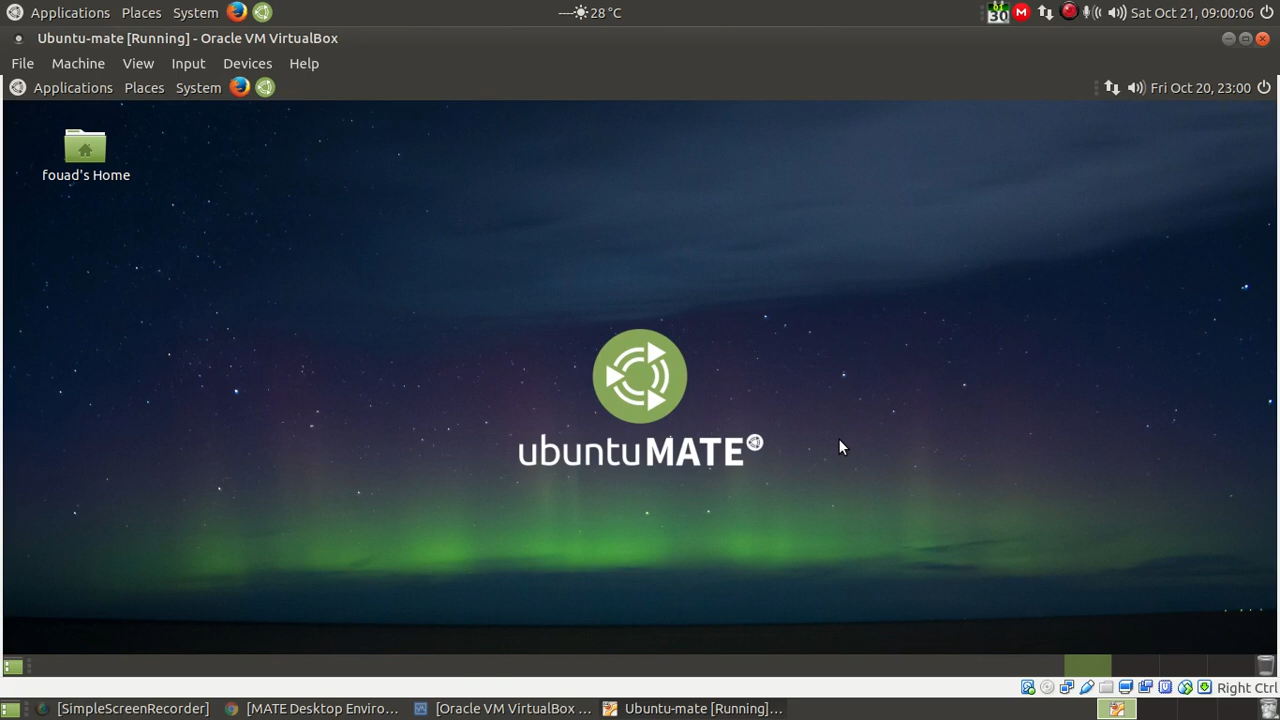 Applications Places System 28 °C 30 M Sat Oct 21, 09:00:06
Ubuntu-mate [Running] - Oracle VM VirtualBox
File Machine View Input Devices Help
Applications Places System Fri Oct 20, 23:00
fouad's Home
ubuntu MATE
Right Ctrl
[SimpleScreenRecorder] [MATE Desktop Enviro... [Oracle VM VirtualBox ... Ubuntu-mate [Running]...